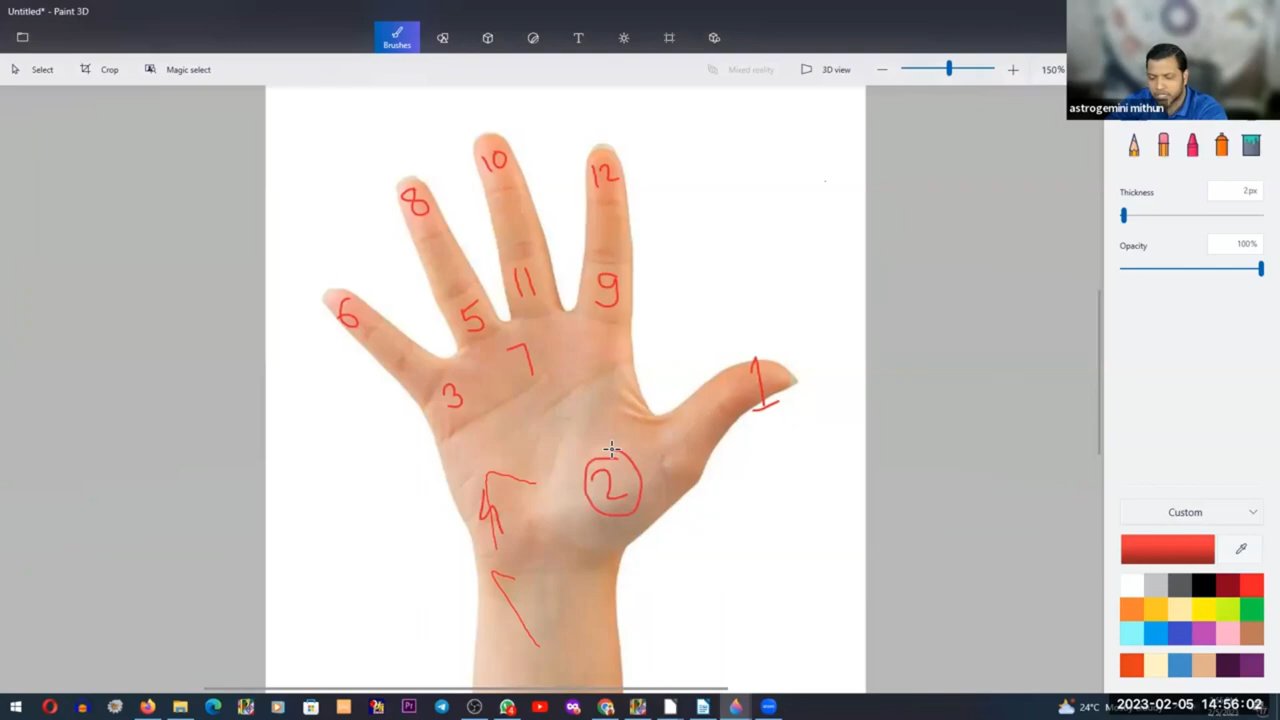 Untitled* - Paint 3D
Brushes
Select
Crop
Magic select
Mixed reality
3D view
150%
astrogemini mithun
Thickness
2px
Opacity
100%
Custom
10
12
8
6
11
9
5
7
3
1
2
4
24°C
2023-02-05 14:56:02